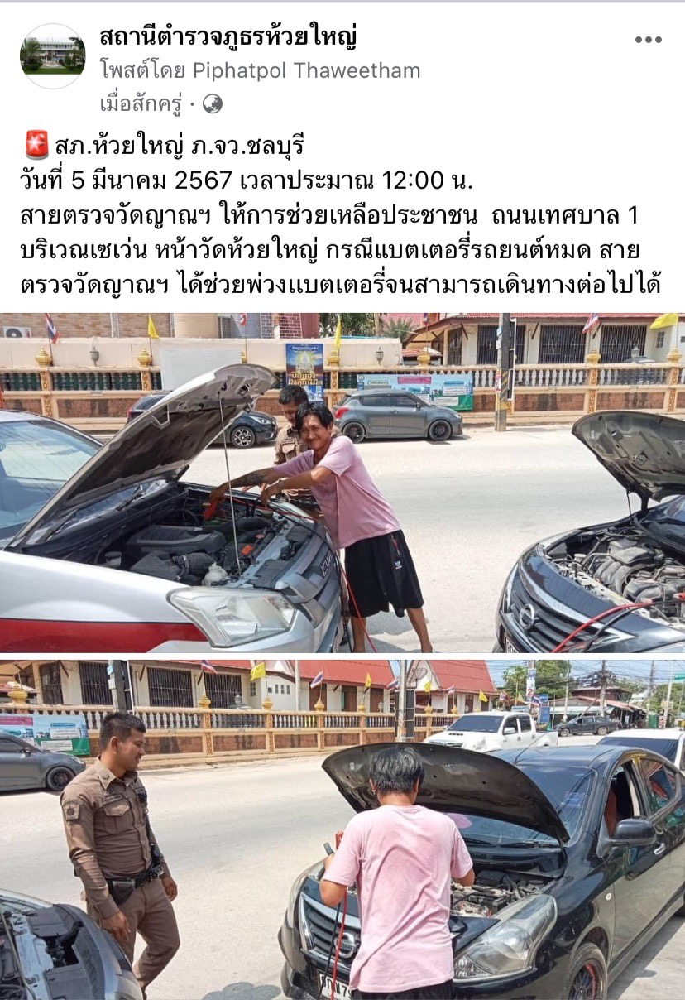 สถานีตำรวจภูธรห้วยใหญ่
โพสต์โดย Piphatpol Thaweetham
เมื่อสักครู่ ·
🚨สภ.ห้วยใหญ่ ภ.จว.ชลบุรี
วันที่ 5 มีนาคม 2567 เวลาประมาณ 12:00 น.
สายตรวจวัดญาณฯ ให้การช่วยเหลือประชาชน ถนนเทศบาล 1
บริเวณเซเว่น หน้าวัดห้วยใหญ่ กรณีแบตเตอรี่รถยนต์หมด สาย
ตรวจวัดญาณฯ ได้ช่วยพ่วงแบตเตอรี่จนสามารถเดินทางต่อไปได้